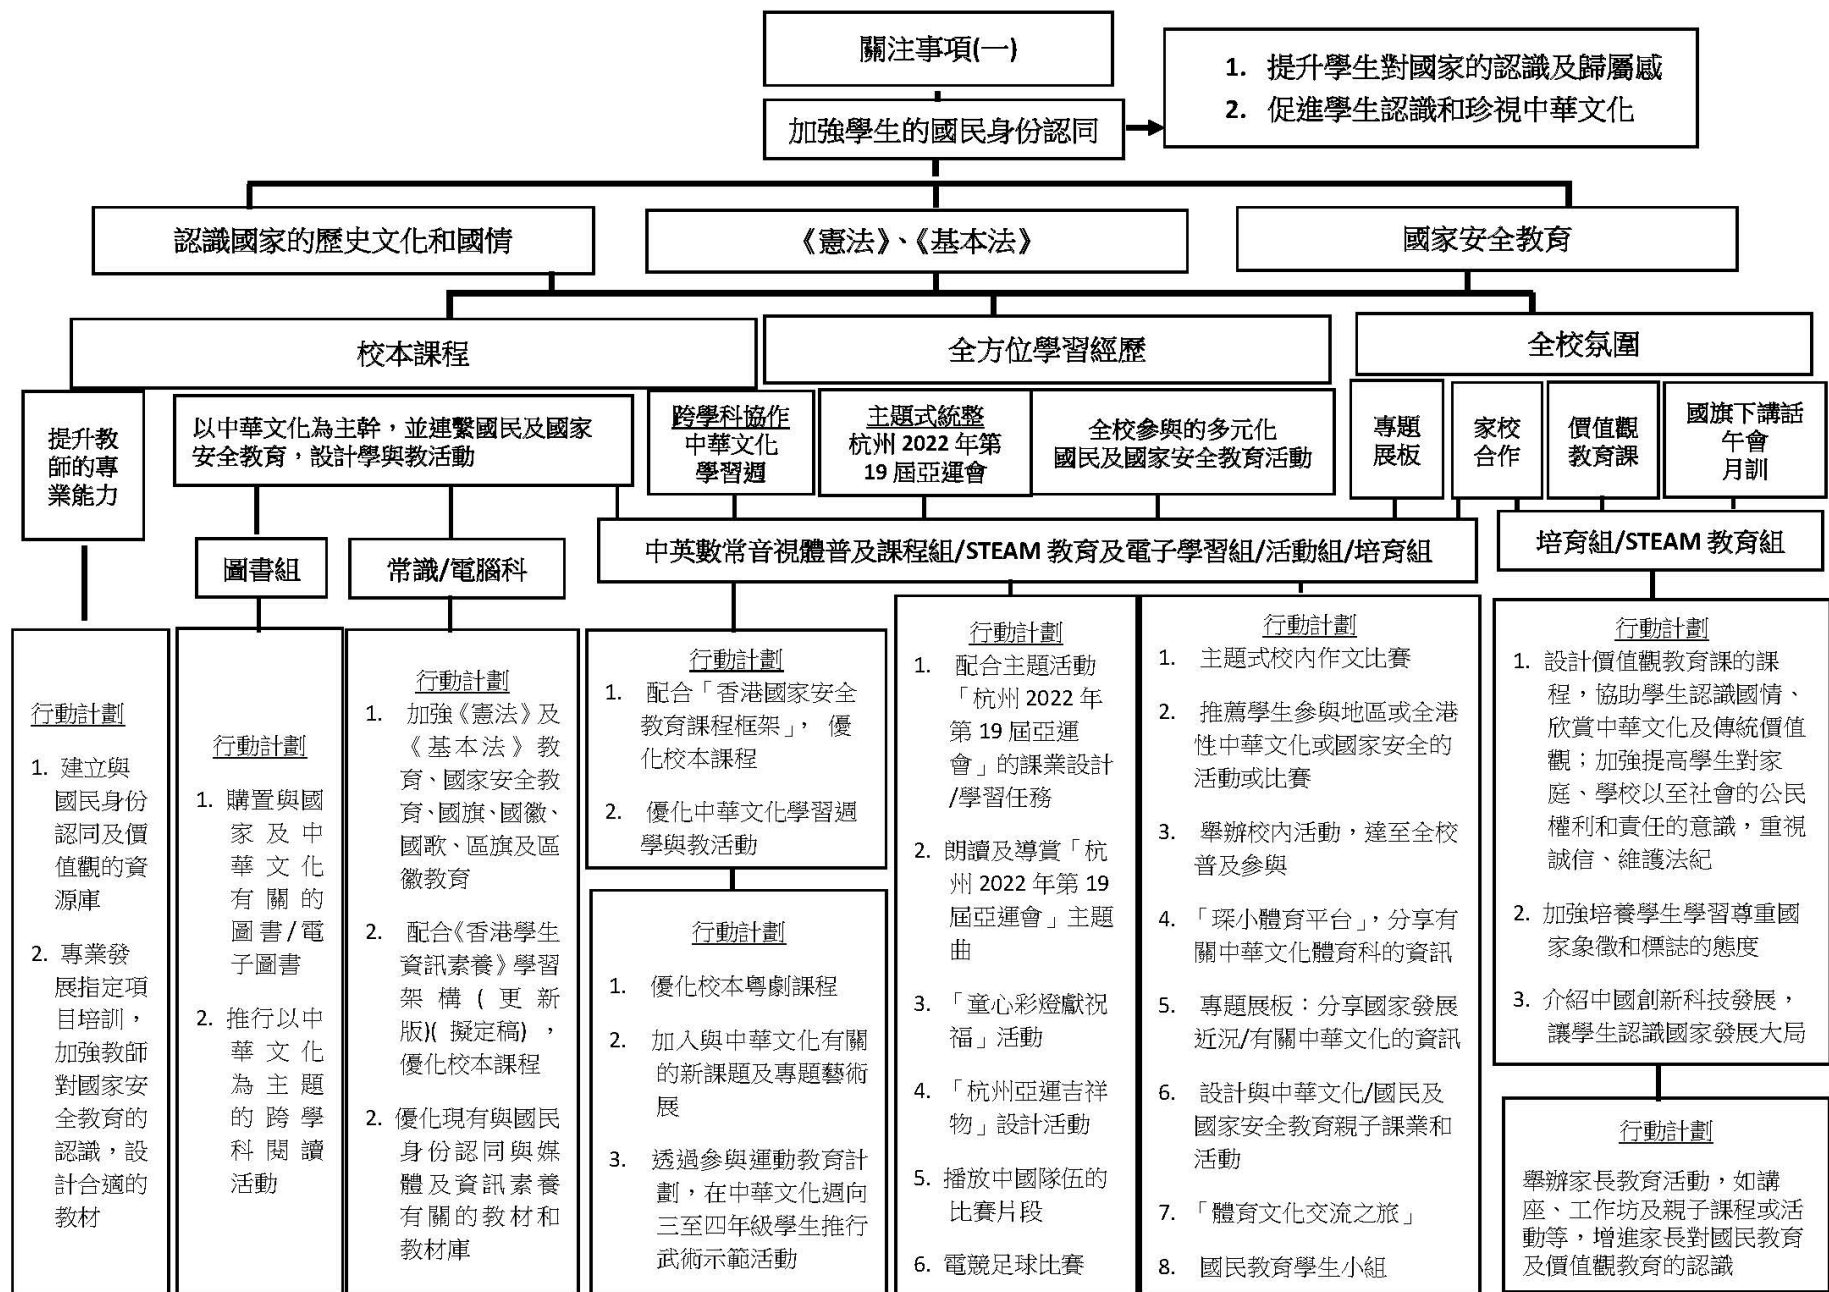 關注事項(一)
加強學生的國民身份認同
1. 提升學生對國家的認識及歸屬感
2. 促進學生認識和珍視中華文化
認識國家的歷史文化和國情
《憲法》、《基本法》
國家安全教育
校本課程
全方位學習經歷
全校氛圍
提升教
師的專
業能力
以中華文化為主幹，並連繫國民及國家
安全教育，設計學與教活動
跨學科協作
中華文化
學習週
主題式統整
杭州 2022 年第
19 屆亞運會
全校參與的多元化
國民及國家安全教育活動
專題
展板
家校
合作
價值觀
教育課
國旗下講話
午會
月訓
圖書組
常識/電腦科
中英數常音視體普及課程組/STEAM 教育及電子學習組/活動組/培育組
培育組/STEAM 教育組
行動計劃
1. 建立與
國民身份
認同及價
值觀的資
源庫
2. 專業發
展指定項
目培訓，
加強教師
對國家安
全教育的
認識，設
計合適的
教材
行動計劃
1. 購置與國
家及中
華文化
有關的
圖書/電
子圖書
2. 推行以中
華文化
為主題
的跨學
科閱讀
活動
行動計劃
1. 加強《憲法》及
《基本法》教
育、國家安全教
育、國旗、國徽、
國歌、區旗及區
徽教育
2. 配合《香港學生
資訊素養》學習
架構(更新
版)(擬定稿)，
優化校本課程
2. 優化現有與國民
身份認同與媒
體及資訊素養
有關的教材和
教材庫
行動計劃
1. 配合「香港國家安全
教育課程框架」， 優
化校本課程
2. 優化中華文化學習週
學與教活動
行動計劃
1. 優化校本粵劇課程
2. 加入與中華文化有關
的新課題及專題藝術
展
3. 透過參與運動教育計
劃，在中華文化週向
三至四年級學生推行
武術示範活動
行動計劃
1. 配合主題活動
「杭州 2022 年
第 19 屆亞運
會」的課業設計
/學習任務
2. 朗讀及導賞「杭
州 2022 年第 19
屆亞運會」主題
曲
3. 「童心彩燈獻祝
福」活動
4. 「杭州亞運吉祥
物」設計活動
5. 播放中國隊伍的
比賽片段
6. 電競足球比賽
行動計劃
1. 主題式校內作文比賽
2. 推薦學生參與地區或全港
性中華文化或國家安全的
活動或比賽
3. 舉辦校內活動，達至全校
普及參與
4. 「琛小體育平台」，分享有
關中華文化體育科的資訊
5. 專題展板：分享國家發展
近況/有關中華文化的資訊
6. 設計與中華文化/國民及
國家安全教育親子課業和
活動
7. 「體育文化交流之旅」
8. 國民教育學生小組
行動計劃
1. 設計價值觀教育課的課
程，協助學生認識國情、
欣賞中華文化及傳統價值
觀；加強提高學生對家
庭、學校以至社會的公民
權利和責任的意識，重視
誠信、維護法紀
2. 加強培養學生學習尊重國
家象徵和標誌的態度
3. 介紹中國創新科技發展，
讓學生認識國家發展大局
行動計劃
舉辦家長教育活動，如講
座、工作坊及親子課程或活
動等，增進家長對國民教育
及價值觀教育的認識